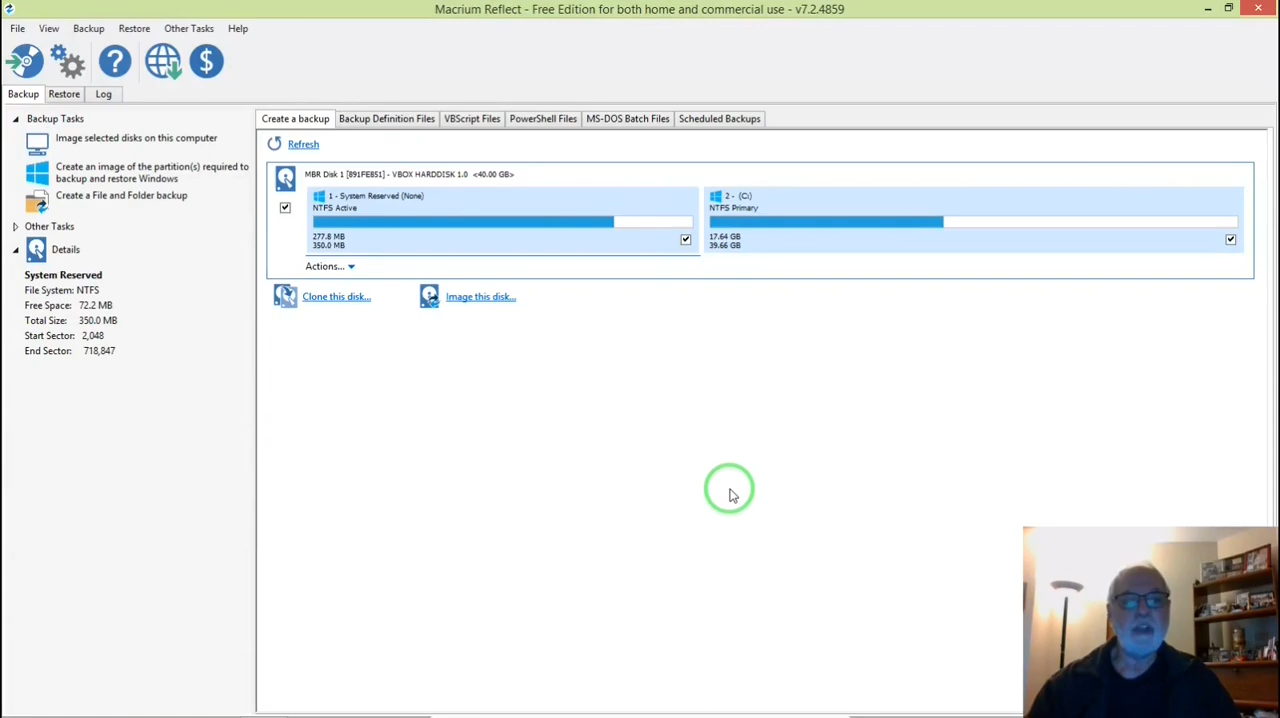 Macrium Reflect - Free Edition for both home and commercial use - v7.2.4859
File View Backup Restore Other Tasks Help
Backup Restore Log
Backup Tasks
Image selected disks on this computer
Create an image of the partition(s) required to
backup and restore Windows
Create a File and Folder backup
Other Tasks
Details
System Reserved
File System: NTFS
Free Space: 72.2 MB
Total Size: 350.0 MB
Start Sector: 2,048
End Sector: 718,847
Create a backup Backup Definition Files VBScript Files PowerShell Files MS-DOS Batch Files Scheduled Backups
Refresh
MBR Disk 1 [891FE851] - VBOX HARDDISK 1.0 <40.00 GB>
1 - System Reserved (None)
NTFS Active
277.8 MB
350.0 MB
2 - (C:)
NTFS Primary
17.64 GB
39.66 GB
Actions...
Clone this disk... Image this disk...